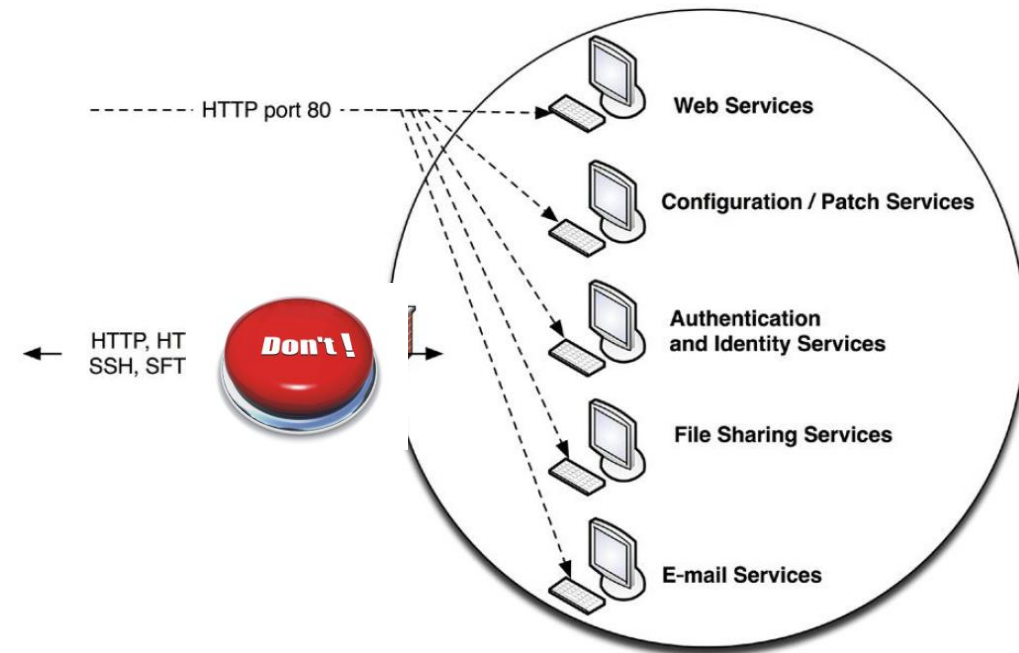 HTTP port 80
Web Services
Configuration / Patch Services
Authentication
and Identity Services
HTTP, HT
SSH, SFT
Don't !
File Sharing Services
E-mail Services